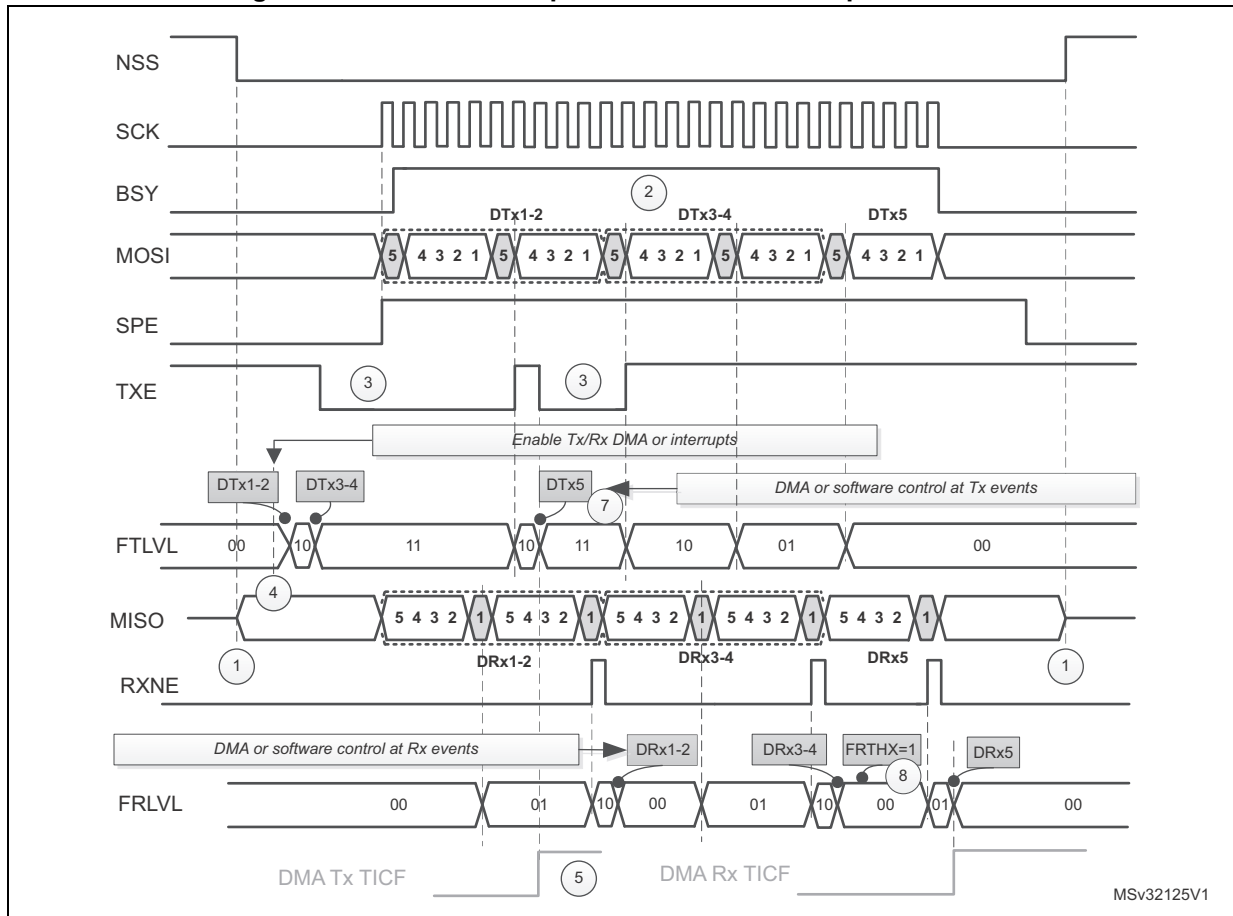 NSS
SCK
BSY
2
DTx1-2 DTx3-4 DTx5
MOSI 5 4 3 2 1 5 4 3 2 1 5 4 3 2 1 5 4 3 2 1 5 4 3 2 1
SPE
TXE 3 3
Enable Tx/Rx DMA or interrupts
DTx1-2 DTx3-4 DTx5 7 DMA or software control at Tx events
FTLVL 00 10 11 10 11 10 01 00
4
MISO 5 4 3 2 1 5 4 3 2 1 5 4 3 2 1 5 4 3 2 1 5 4 3 2 1
1 DRx1-2 DRx3-4 DRx5 1
RXNE
DMA or software control at Rx events DRx1-2 DRx3-4 FRTHX=1 DRx5
8
FRLVL 00 01 10 00 01 10 00 01 00
DMA Tx TICF 5 DMA Rx TICF
MSv32125V1